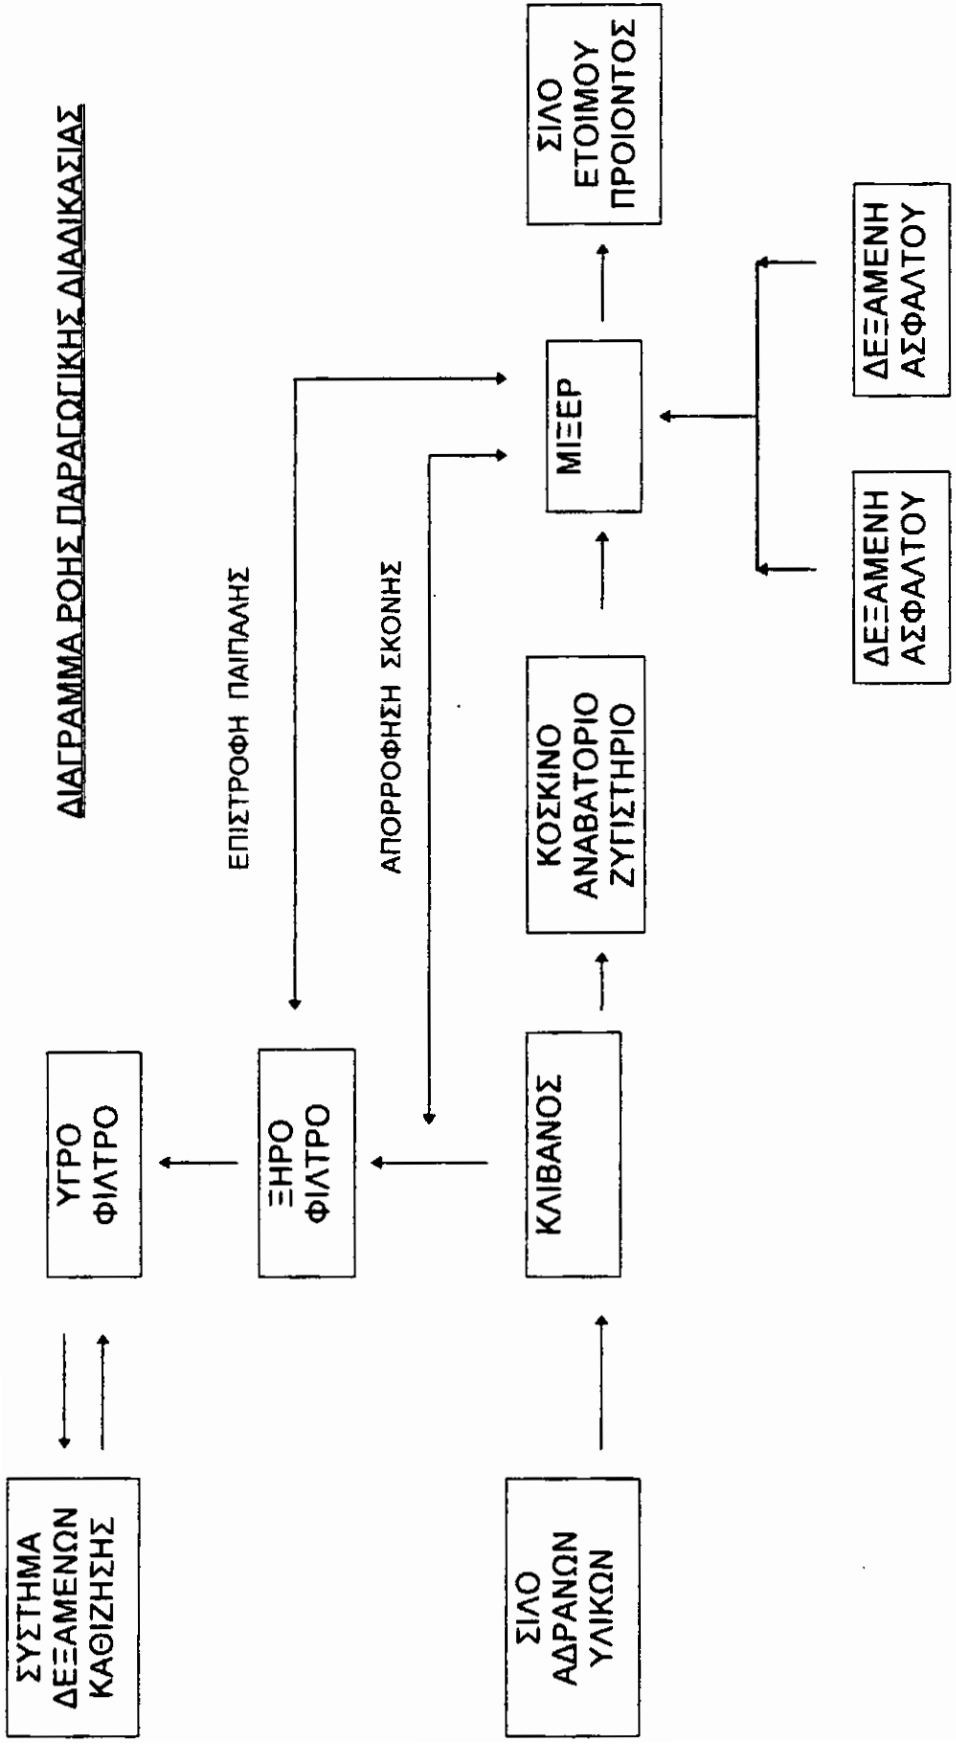 ΔΙΑΓΡΑΜΜΑ ΡΟΗΣ ΠΑΡΑΓΩΓΙΚΗΣ ΔΙΑΔΙΚΑΣΙΑΣ
ΣΥΣΤΗΜΑ
ΔΕΞΑΜΕΝΩΝ
ΚΑΘΙΖΗΣΗΣ
ΥΓΡΟ
ΦΙΛΤΡΟ
ΕΠΙΣΤΡΟΦΗ ΠΑΙΠΑΛΗΣ
ΞΗΡΟ
ΦΙΛΤΡΟ
ΑΠΟΡΡΟΦΗΣΗ ΣΚΟΝΗΣ
ΣΙΛΟ
ΑΔΡΑΝΩΝ
ΥΛΙΚΩΝ
ΚΛΙΒΑΝΟΣ
ΚΟΣΚΙΝΟ
ΑΝΑΒΑΤΟΡΙΟ
ΖΥΓΙΣΤΗΡΙΟ
ΜΙΞΕΡ
ΣΙΛΟ
ΕΤΟΙΜΟΥ
ΠΡΟΙΟΝΤΟΣ
ΔΕΞΑΜΕΝΗ
ΑΣΦΑΛΤΟΥ
ΔΕΞΑΜΕΝΗ
ΑΣΦΑΛΤΟΥ